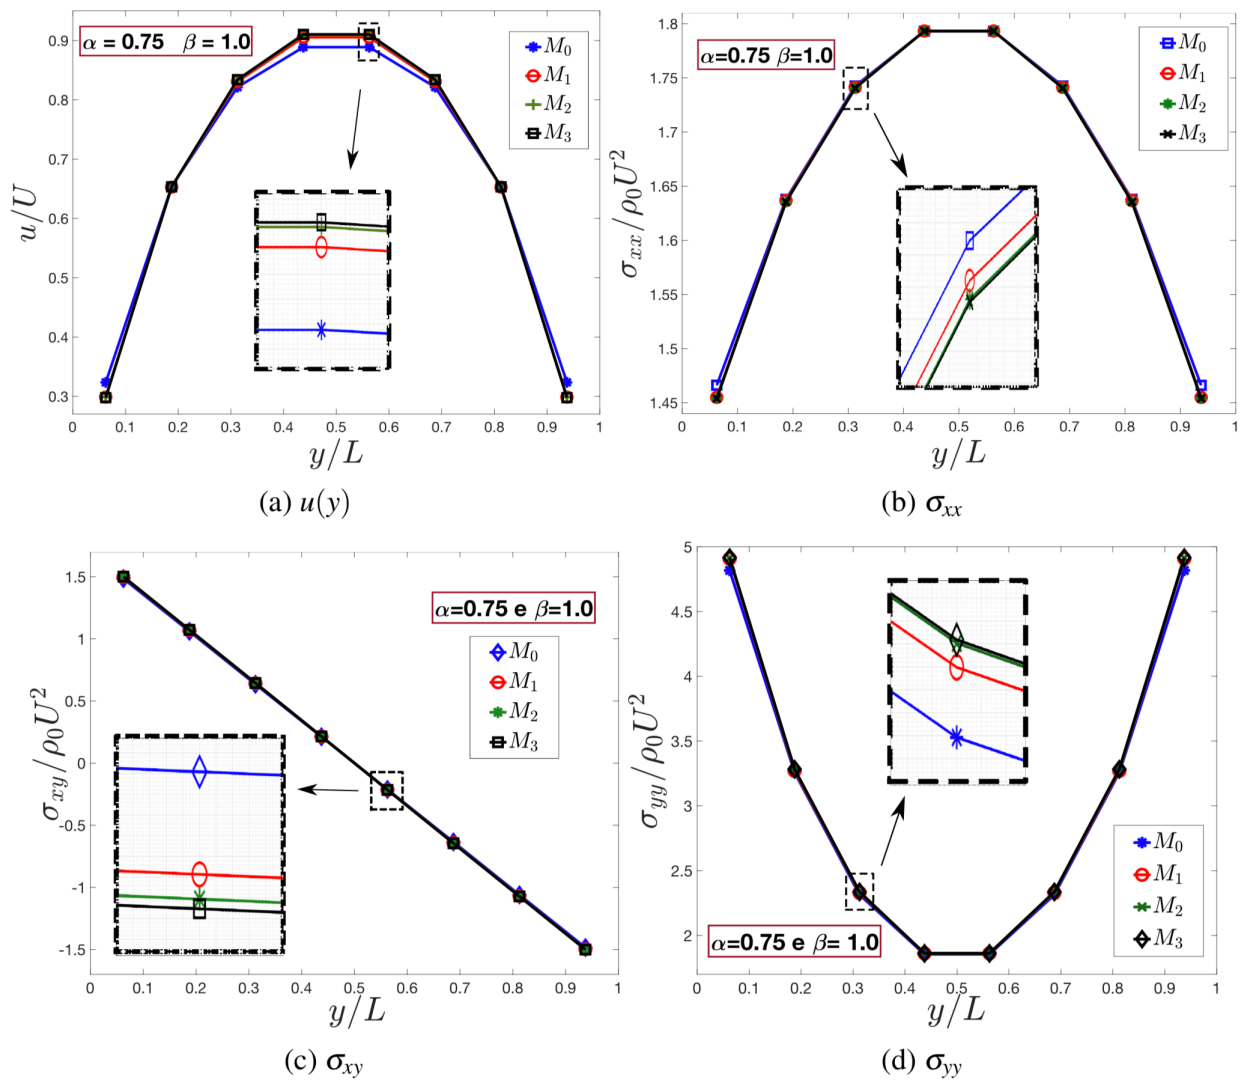 α = 0.75 β = 1.0
M₀
M₁
M₂
M₃
0.9
0.8
0.7
0.6
0.5
0.4
0.3
0 0.1 0.2 0.3 0.4 0.5 0.6 0.7 0.8 0.9 1
u/U
y/L
(a) u(y)
α=0.75 β=1.0
M₀
M₁
M₂
M₃
1.8
1.75
1.7
1.65
1.6
1.55
1.5
1.45
0 0.1 0.2 0.3 0.4 0.5 0.6 0.7 0.8 0.9 1
σxx/ρ₀U²
y/L
(b) σxx
α=0.75 e β=1.0
M₀
M₁
M₂
M₃
1.5
1
0.5
0
-0.5
-1
-1.5
0 0.1 0.2 0.3 0.4 0.5 0.6 0.7 0.8 0.9 1
σxy/ρ₀U²
y/L
(c) σxy
5
4.5
4
3.5
3
2.5
2
M₀
M₁
M₂
M₃
α=0.75 e β= 1.0
0 0.1 0.2 0.3 0.4 0.5 0.6 0.7 0.8 0.9 1
σyy/ρ₀U²
y/L
(d) σyy